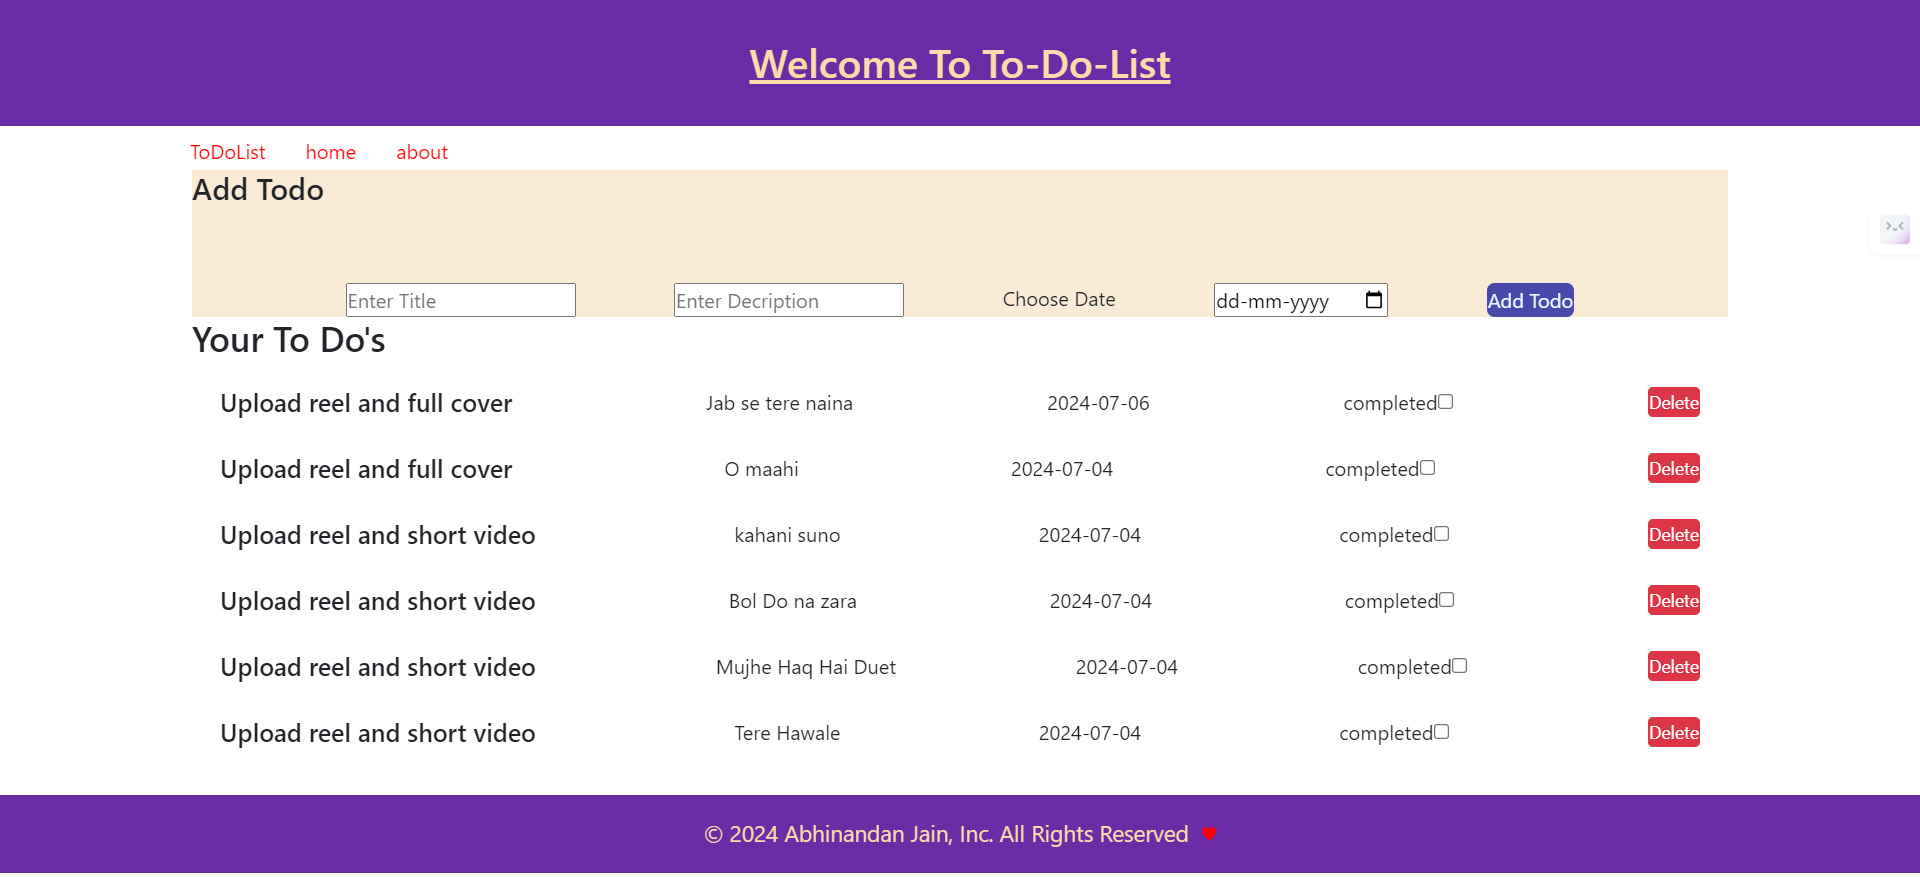 Welcome To To-Do-List
ToDoList home about
Add Todo
Enter Title Enter Decription Choose Date dd-mm-yyyy Add Todo
Your To Do's
Upload reel and full cover Jab se tere naina 2024-07-06 completed Delete
Upload reel and full cover O maahi 2024-07-04 completed Delete
Upload reel and short video kahani suno 2024-07-04 completed Delete
Upload reel and short video Bol Do na zara 2024-07-04 completed Delete
Upload reel and short video Mujhe Haq Hai Duet 2024-07-04 completed Delete
Upload reel and short video Tere Hawale 2024-07-04 completed Delete
© 2024 Abhinandan Jain, Inc. All Rights Reserved ♥